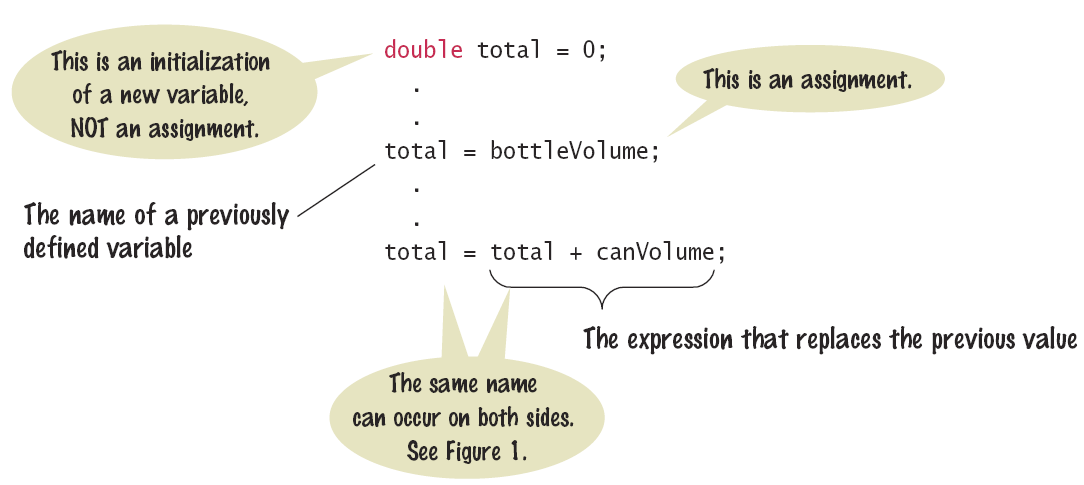 double total = 0;
This is an initialization
of a new variable,
NOT an assignment.
.
.
This is an assignment.
total = bottleVolume;
The name of a previously
defined variable
.
.
total = total + canVolume;
The expression that replaces the previous value
The same name
can occur on both sides.
See Figure 1.